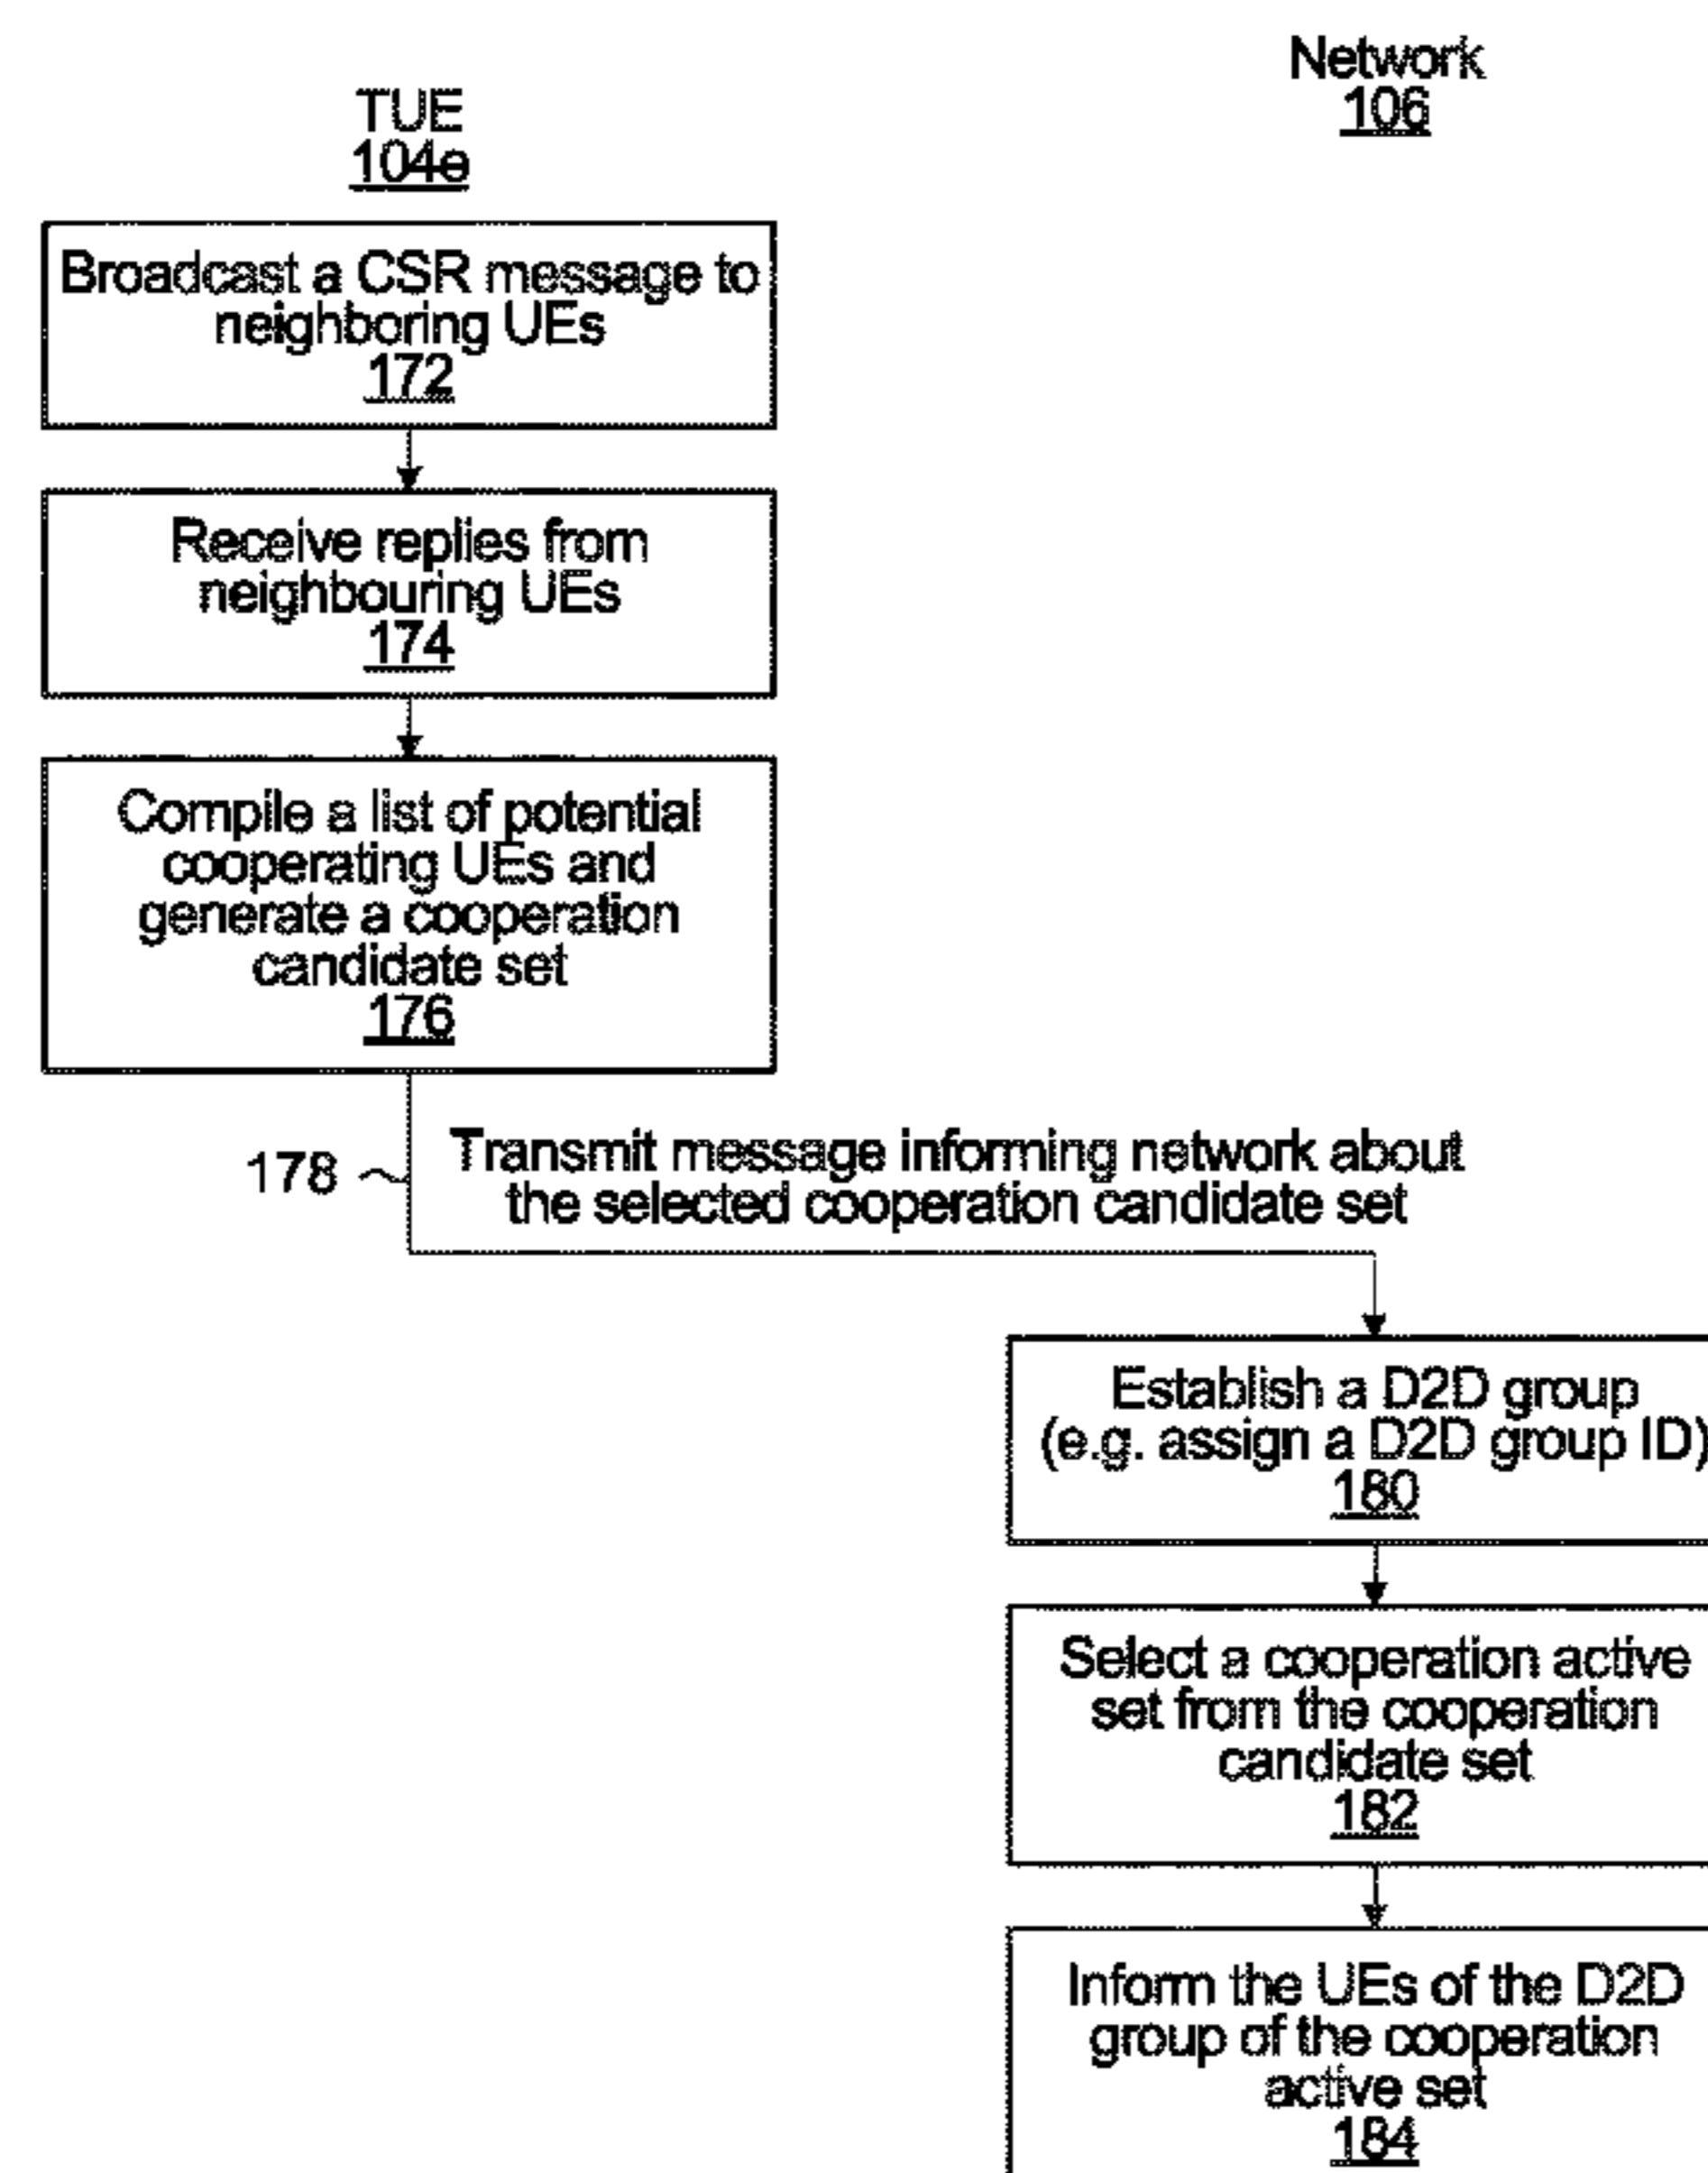 Network
106
TUE
104e
Broadcast a CSR message to
neighboring UEs
172
Receive replies from
neighbouring UEs
174
Compile a list of potential
cooperating UEs and
generate a cooperation
candidate set
176
178
Transmit message informing network about
the selected cooperation candidate set
Establish a D2D group
(e.g. assign a D2D group ID)
180
Select a cooperation active
set from the cooperation
candidate set
182
Inform the UEs of the D2D
group of the cooperation
active set
184